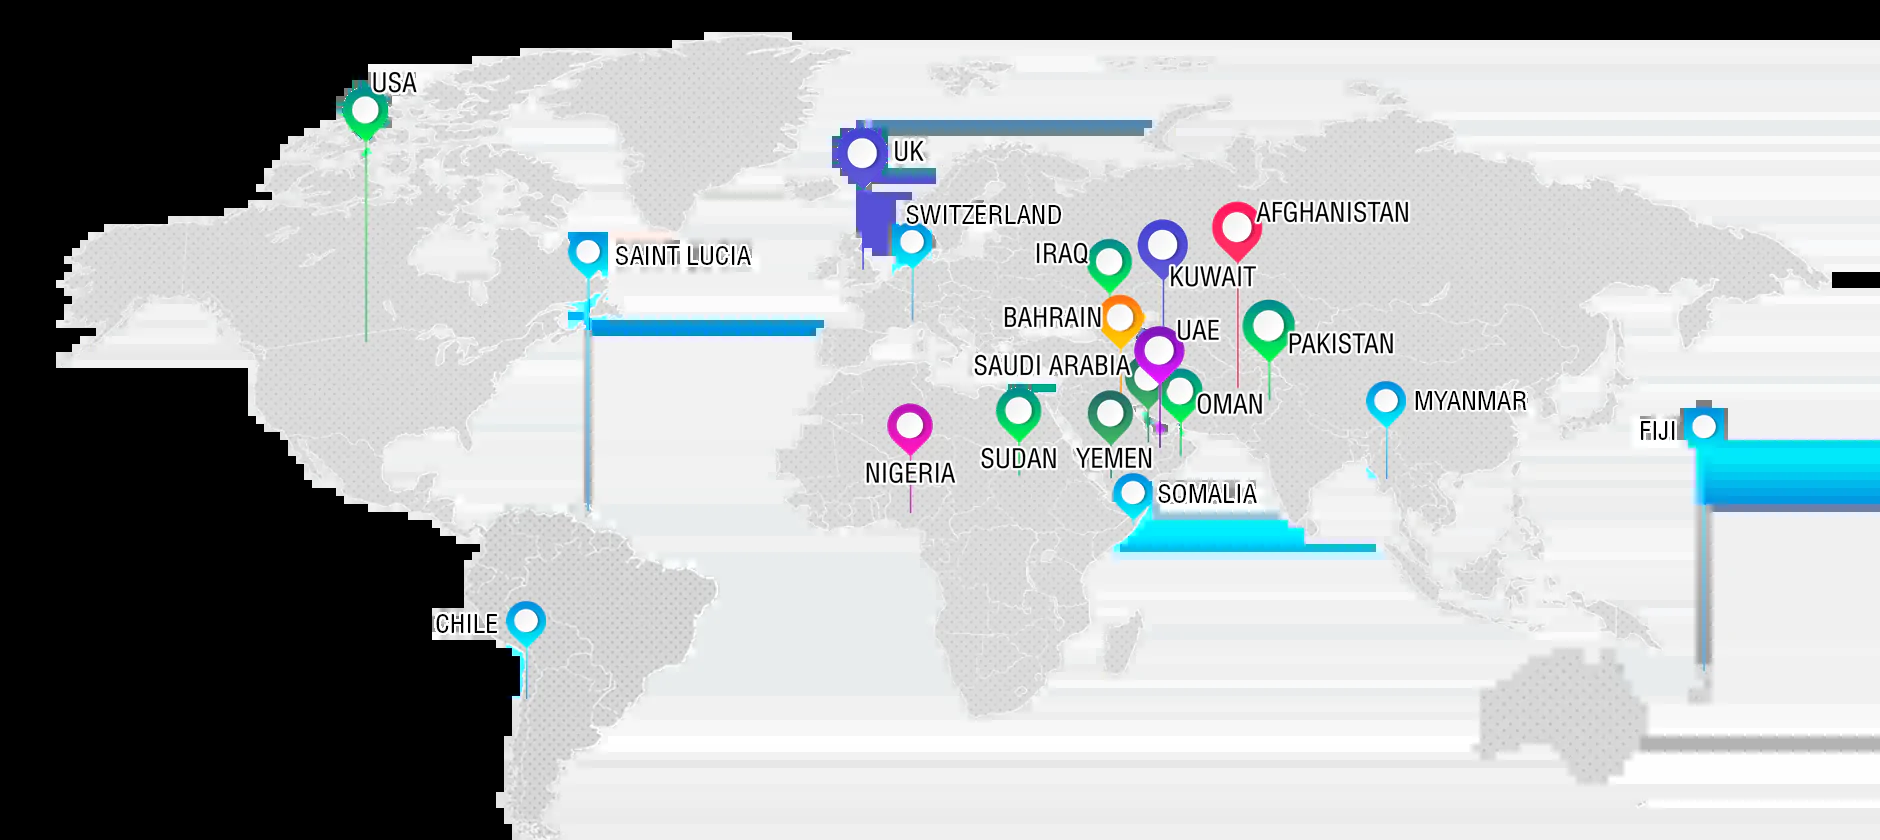 USA
UK
AFGHANISTAN
SWITZERLAND
IRAQ
SAINT LUCIA
KUWAIT
BAHRAIN
UAE
PAKISTAN
SAUDI ARABIA
MYANMAR
OMAN
FIJI
SUDAN
YEMEN
NIGERIA
SOMALIA
CHILE